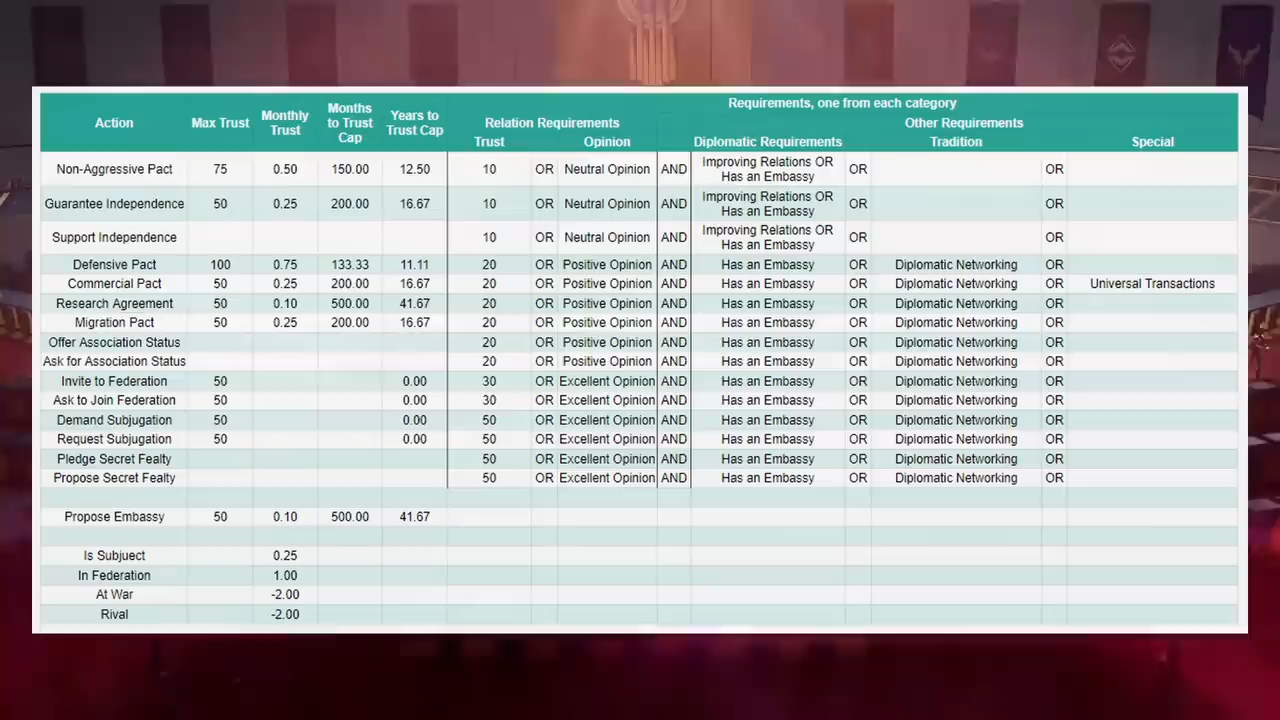 Requirements, one from each category
Action Max Trust Monthly Trust Months to Trust Cap Years to Trust Cap Relation Requirements Other Requirements
Trust Opinion Diplomatic Requirements Tradition Special
Non-Aggressive Pact 75 0.50 150.00 12.50 10 OR Neutral Opinion AND Improving Relations OR Has an Embassy OR OR
Guarantee Independence 50 0.25 200.00 16.67 10 OR Neutral Opinion AND Improving Relations OR Has an Embassy OR OR
Support Independence 10 OR Neutral Opinion AND Improving Relations OR Has an Embassy OR OR
Defensive Pact 100 0.75 133.33 11.11 20 OR Positive Opinion AND Has an Embassy OR Diplomatic Networking OR
Commercial Pact 50 0.25 200.00 16.67 20 OR Positive Opinion AND Has an Embassy OR Diplomatic Networking OR Universal Transactions
Research Agreement 50 0.10 500.00 41.67 20 OR Positive Opinion AND Has an Embassy OR Diplomatic Networking OR
Migration Pact 50 0.25 200.00 16.67 20 OR Positive Opinion AND Has an Embassy OR Diplomatic Networking OR
Offer Association Status 20 OR Positive Opinion AND Has an Embassy OR Diplomatic Networking OR
Ask for Association Status 20 OR Positive Opinion AND Has an Embassy OR Diplomatic Networking OR
Invite to Federation 50 0.00 30 OR Excellent Opinion AND Has an Embassy OR Diplomatic Networking OR
Ask to Join Federation 50 0.00 30 OR Excellent Opinion AND Has an Embassy OR Diplomatic Networking OR
Demand Subjugation 50 0.00 50 OR Excellent Opinion AND Has an Embassy OR Diplomatic Networking OR
Request Subjugation 50 0.00 50 OR Excellent Opinion AND Has an Embassy OR Diplomatic Networking OR
Pledge Secret Fealty 50 OR Excellent Opinion AND Has an Embassy OR Diplomatic Networking OR
Propose Secret Fealty 50 OR Excellent Opinion AND Has an Embassy OR Diplomatic Networking OR
Propose Embassy 50 0.10 500.00 41.67
Is Subjuect 0.25
In Federation 1.00
At War -2.00
Rival -2.00